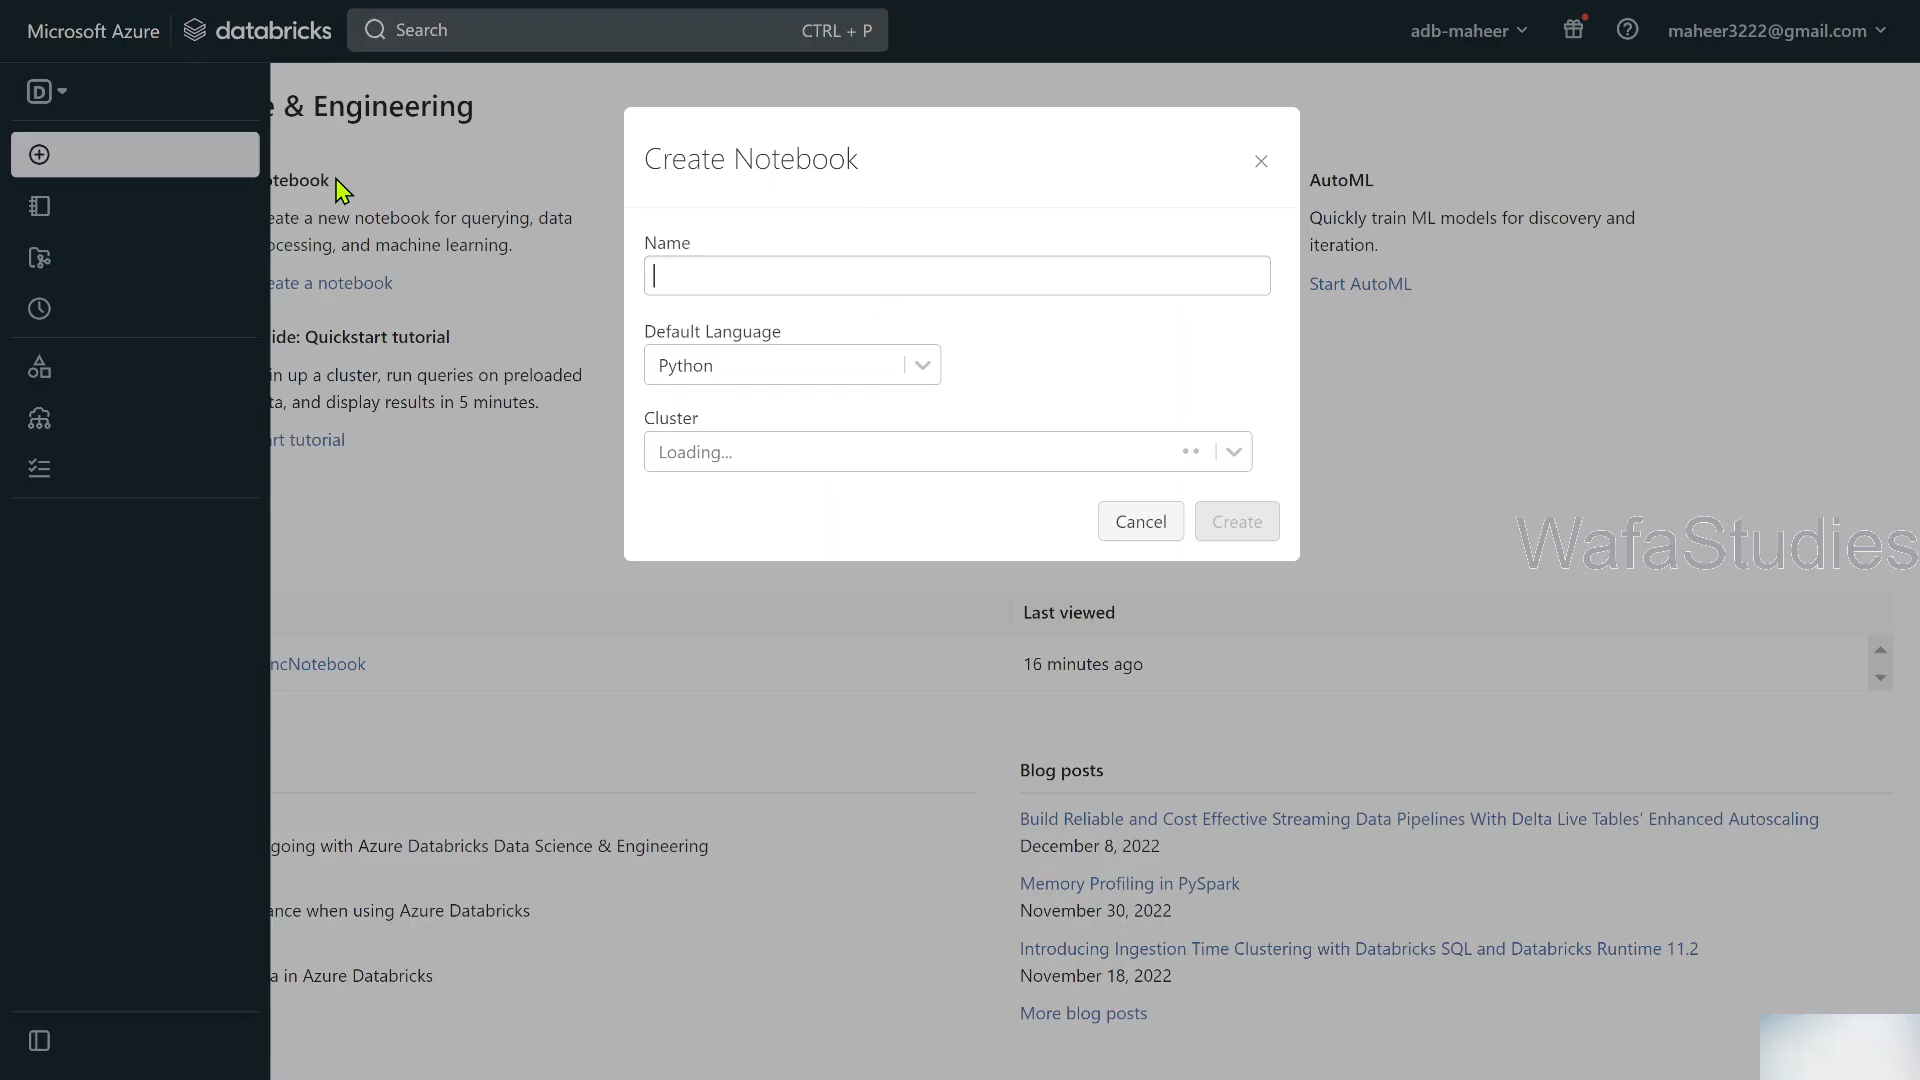 Microsoft Azure
databricks
Search
CTRL + P
adb-maheer
maheer3222@gmail.com
D
e & Engineering
otebook
eate a new notebook for querying, data
ocessing, and machine learning.
eate a notebook
ide: Quickstart tutorial
in up a cluster, run queries on preloaded
ta, and display results in 5 minutes.
rt tutorial
Create Notebook
Name
Default Language
Python
Cluster
Loading...
Cancel
Create
AutoML
Quickly train ML models for discovery and
iteration.
Start AutoML
WafaStudies
Last viewed
ncNotebook
16 minutes ago
going with Azure Databricks Data Science & Engineering
ance when using Azure Databricks
a in Azure Databricks
Blog posts
Build Reliable and Cost Effective Streaming Data Pipelines With Delta Live Tables’ Enhanced Autoscaling
December 8, 2022
Memory Profiling in PySpark
November 30, 2022
Introducing Ingestion Time Clustering with Databricks SQL and Databricks Runtime 11.2
November 18, 2022
More blog posts